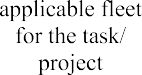 applicable fleet
for the task/
project